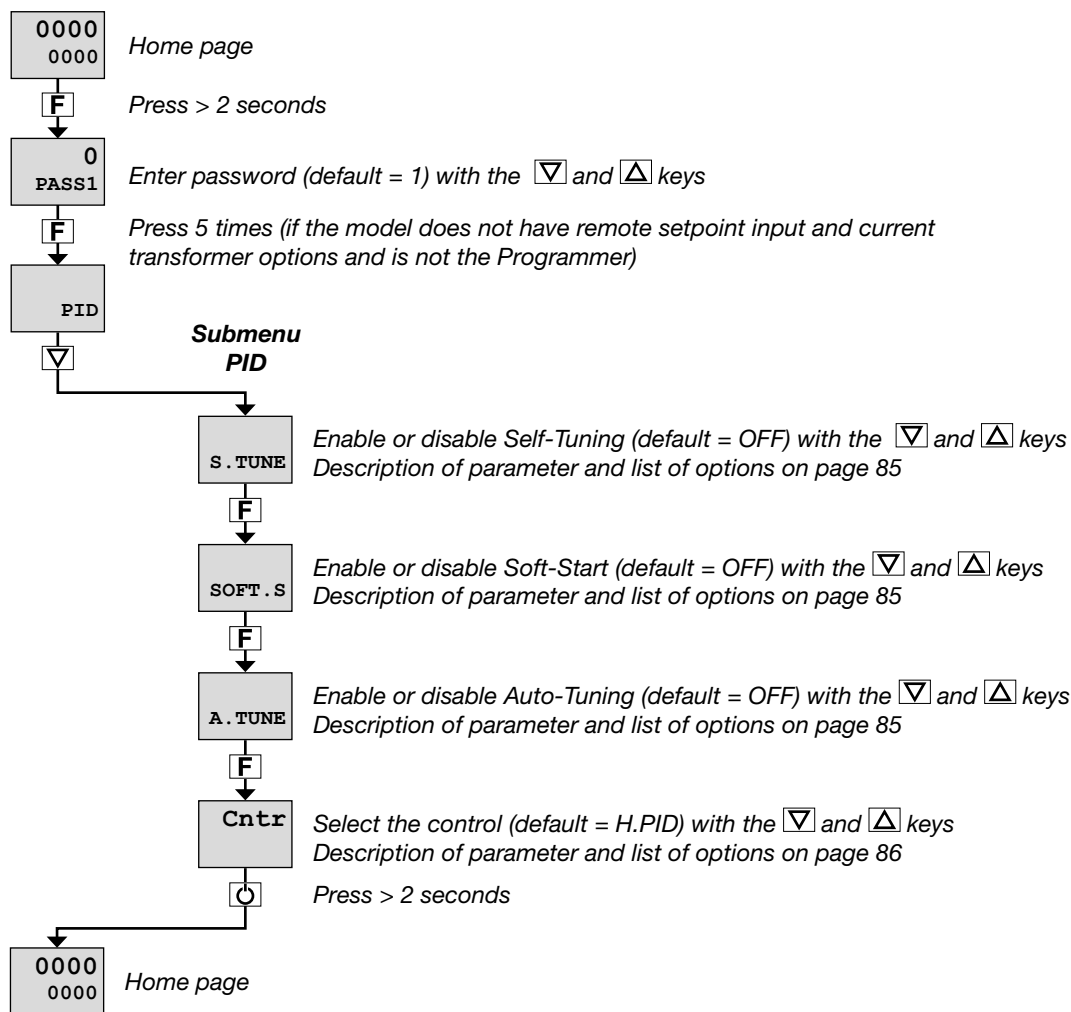 0000
0000
Home page
F
Press > 2 seconds
0
PASS1
Enter password (default = 1) with the ▽ and △ keys
F
Press 5 times (if the model does not have remote setpoint input and current
transformer options and is not the Programmer)
PID
Submenu
PID
S.TUNE
Enable or disable Self-Tuning (default = OFF) with the ▽ and △ keys
Description of parameter and list of options on page 85
F
SOFT.S
Enable or disable Soft-Start (default = OFF) with the ▽ and △ keys
Description of parameter and list of options on page 85
F
A.TUNE
Enable or disable Auto-Tuning (default = OFF) with the ▽ and △ keys
Description of parameter and list of options on page 85
F
Cntr
Select the control (default = H.PID) with the ▽ and △ keys
Description of parameter and list of options on page 86
Press > 2 seconds
0000
0000
Home page